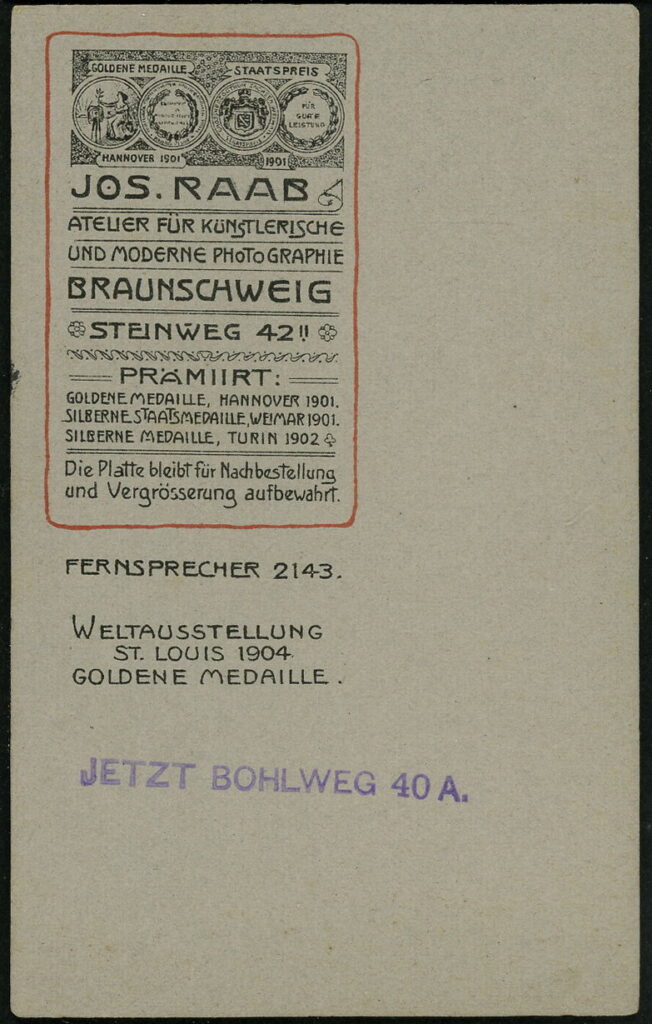 GOLDENE MEDAILLE STAATSPREIS
FÜR
GUTE
LEISTUNG
HANNOVER 1901 1901
JOS. RAAB
ATELIER FÜR KÜNSTLERISCHE
UND MODERNE PHOTOGRAPHIE
BRAUNSCHWEIG
STEINWEG 42!!
PRÄMIIRT:
GOLDENE MEDAILLE, HANNOVER 1901.
SILBERNE STAATSMEDAILLE, WEIMAR 1901.
SILBERNE MEDAILLE, TURIN 1902
Die Platte bleibt für Nachbestellung
und Vergrösserung aufbewahrt.
FERNSPRECHER 2143.
WELTAUSSTELLUNG
ST. LOUIS 1904
GOLDENE MEDAILLE.
JETZT BOHLWEG 40 A.